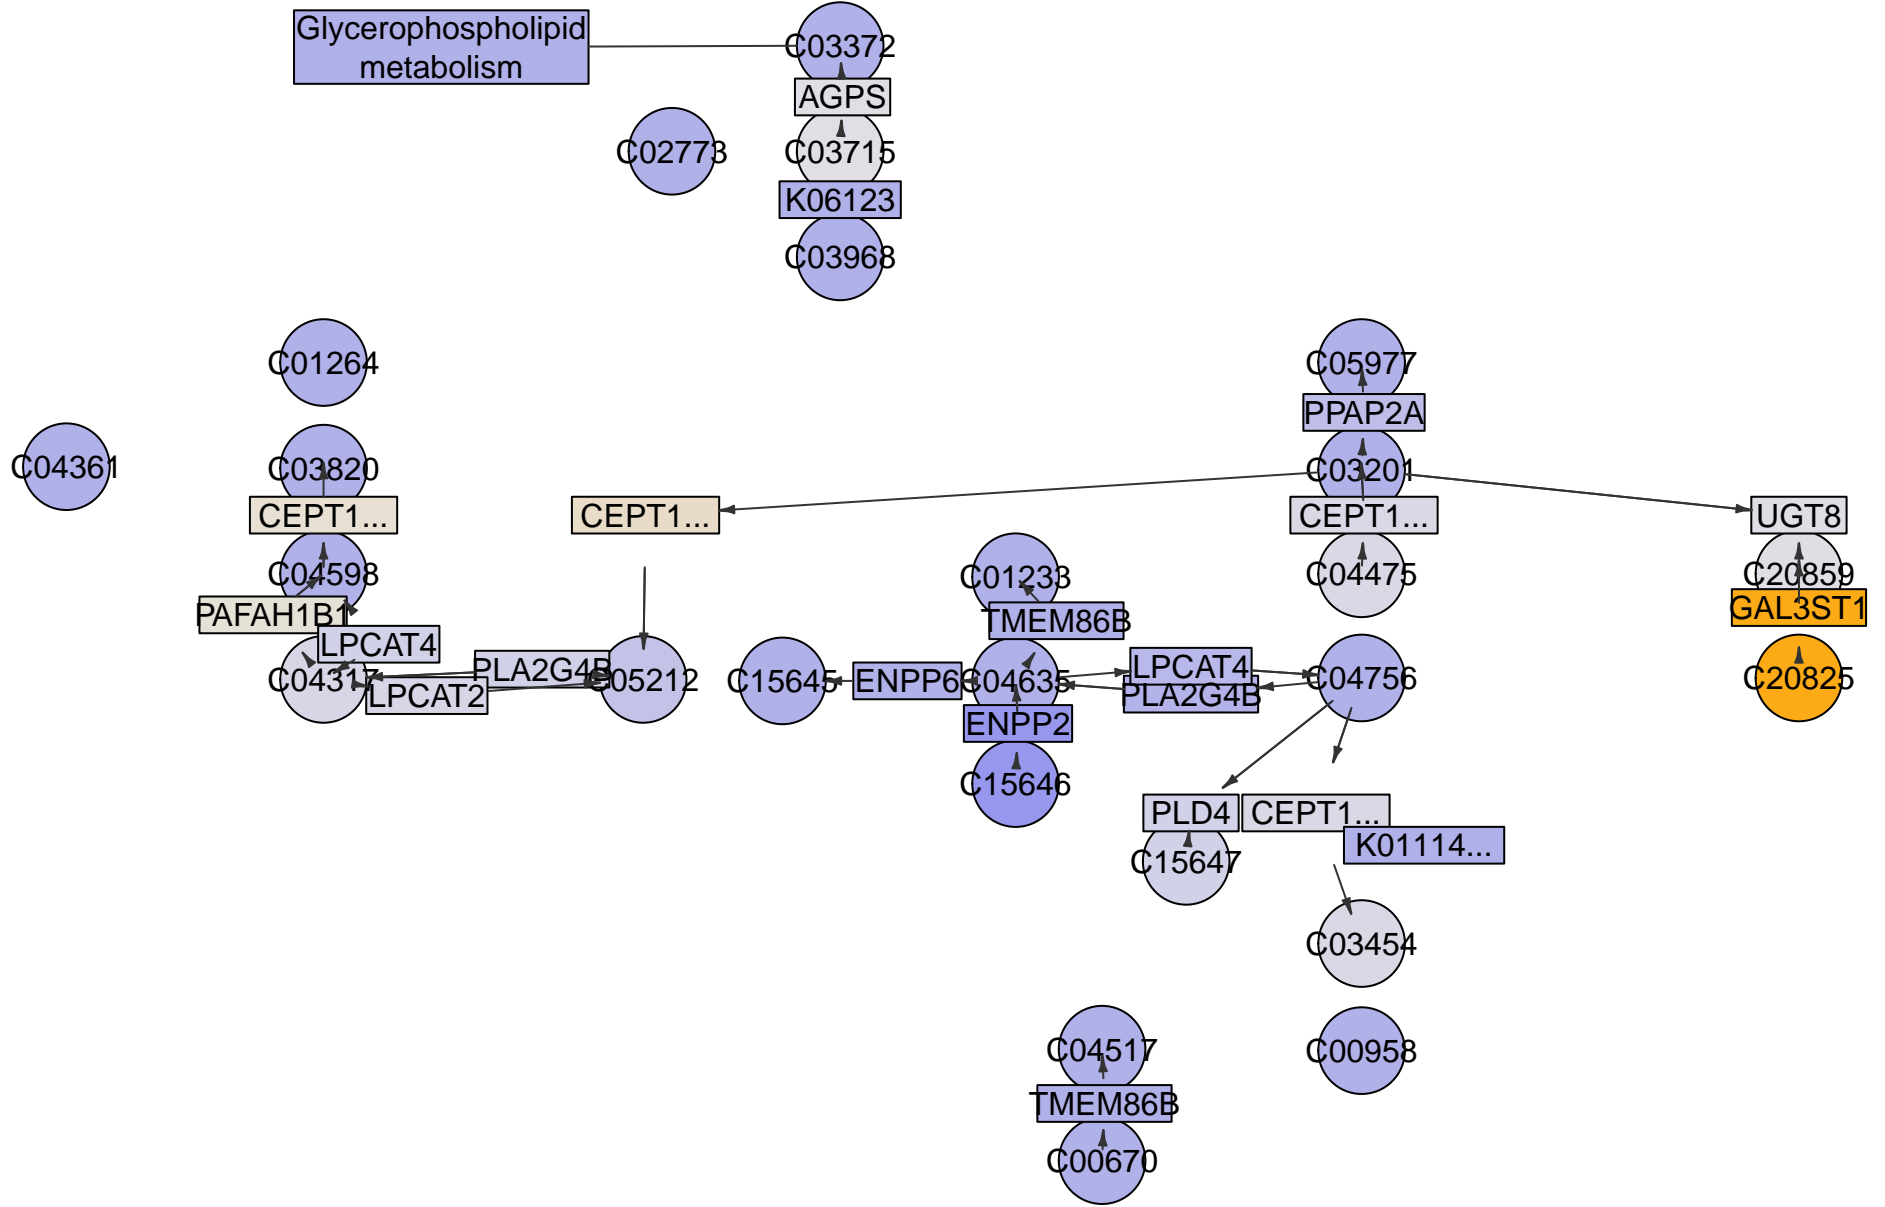 Glycerophospholipid
metabolism
C03372
AGPS
C02773
C03715
K06123
C03968
C01264
C05977
PPAP2A
C04361
C03820
C03201
CEPT1...
CEPT1...
CEPT1...
UGT8
C04598
C01233
C04475
C20859
PAFAH1B1
TMEM86B
GAL3ST1
LPCAT4
PLA2G4B
LPCAT4
C04317
LPCAT2
C05212
C15645
ENPP6
C04635
PLA2G4B
C04756
C20825
ENPP2
C15646
PLD4
CEPT1...
K01114...
C15647
C03454
C04517
C00958
TMEM86B
C00670